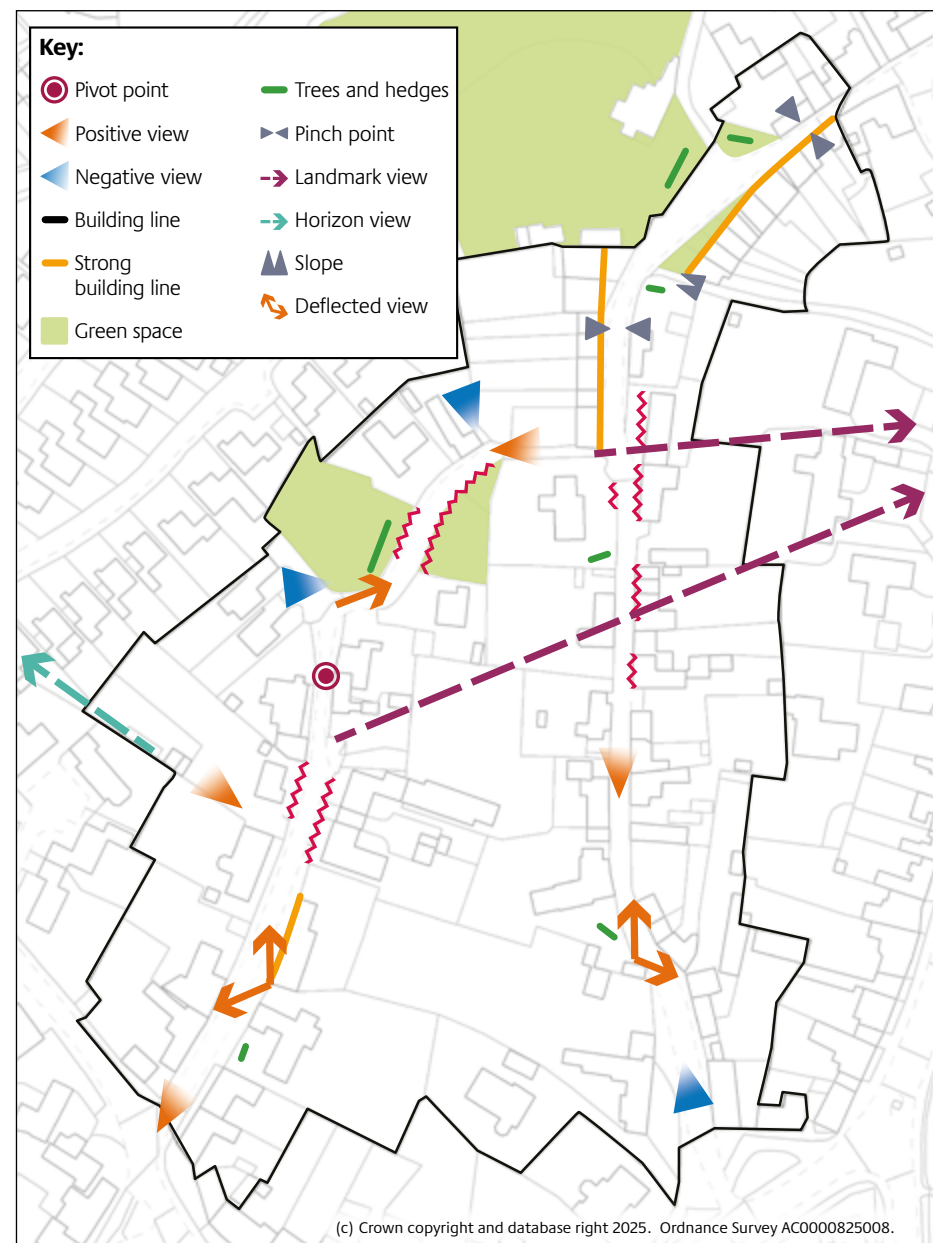 Key:
Pivot point
Positive view
Negative view
Building line
Strong
building line
Green space
Trees and hedges
Pinch point
Landmark view
Horizon view
Slope
Deflected view
(c) Crown copyright and database right 2025. Ordnance Survey AC0000825008.